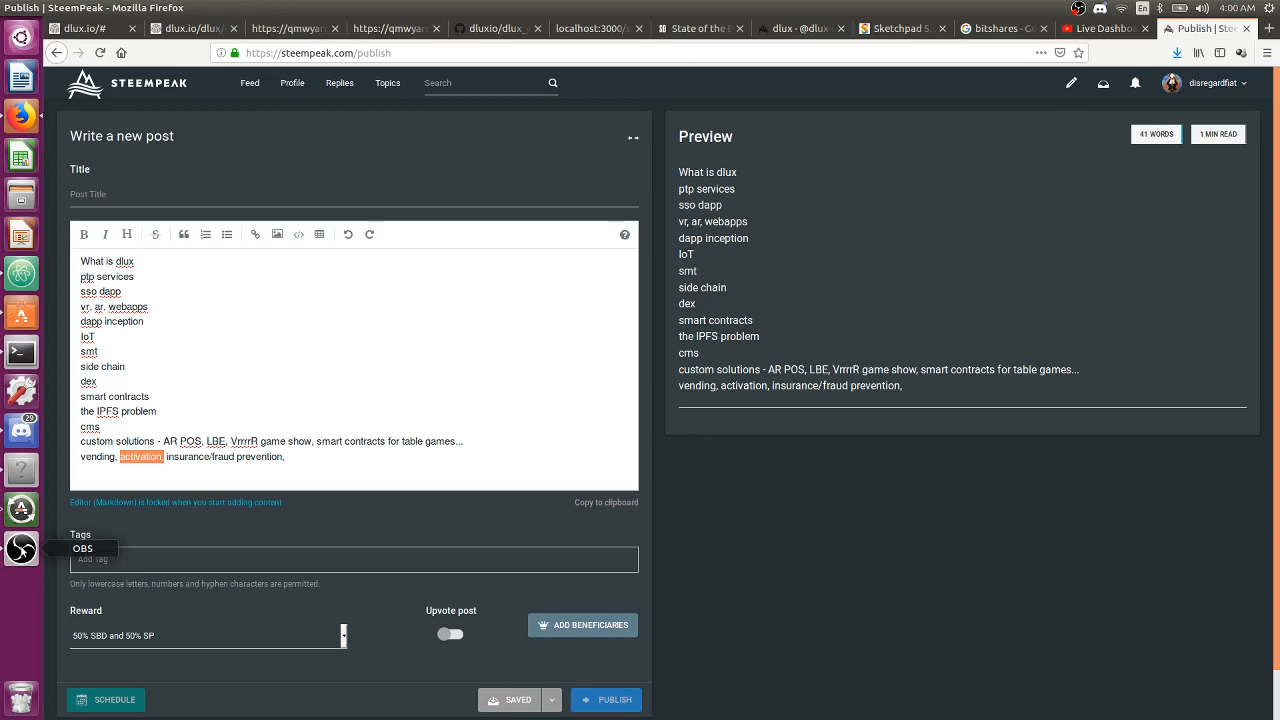 Publish | SteemPeak - Mozilla Firefox
En
4:00 AM
dlux.io/#
dlux.io/dlux/
https://qmwyar
https://qmwyar
dluxio/dlux_
localhost:3000/
State of the
dlux - @dlux
Sketchpad 5.
bitshares - Go
Live Dashboa
Publish | Stee
https://steempeak.com/publish
STEEMPEAK
Feed
Profile
Replies
Topics
Search
disregardfiat
Write a new post
Title
Post Title
B I H S
What is dlux
ptp services
sso dapp
vr, ar, webapps
dapp inception
IoT
smt
side chain
dex
smart contracts
the IPFS problem
cms
custom solutions - AR POS, LBE, VrrrrR game show, smart contracts for table games...
vending, activation, insurance/fraud prevention,
Editor (Markdown) is locked when you start adding content
Copy to clipboard
Tags
OBS
Add Tag
Only lowercase letters, numbers and hyphen characters are permitted.
Reward
50% SBD and 50% SP
Upvote post
ADD BENEFICIARIES
SCHEDULE
SAVED
PUBLISH
Preview
41 WORDS
1 MIN READ
What is dlux
ptp services
sso dapp
vr, ar, webapps
dapp inception
IoT
smt
side chain
dex
smart contracts
the IPFS problem
cms
custom solutions - AR POS, LBE, VrrrrR game show, smart contracts for table games...
vending, activation, insurance/fraud prevention,
29